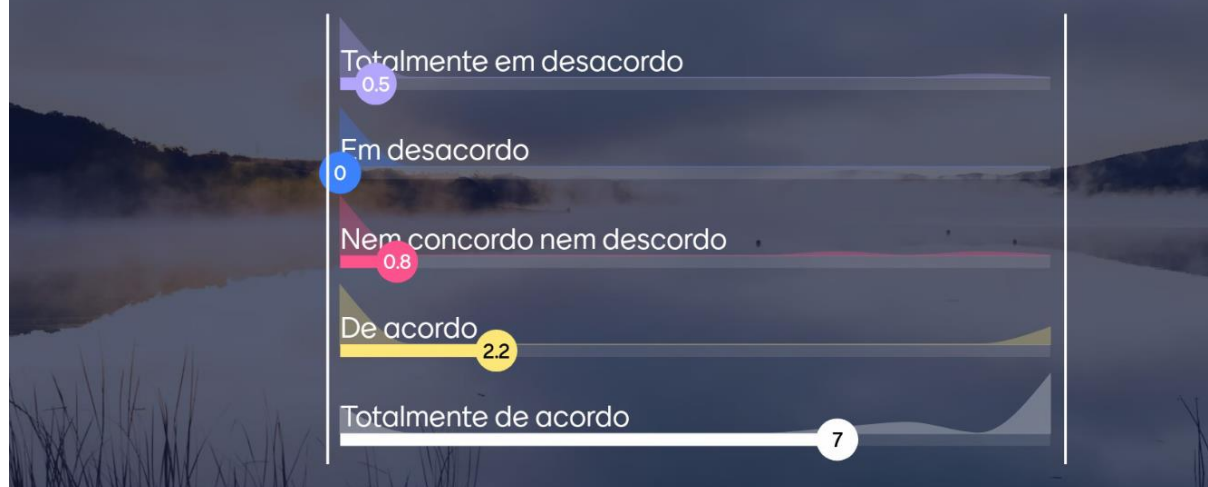 Totalmente em desacordo
0.5
Em desacordo
0
Nem concordo nem descordo
0.8
De acordo
2.2
Totalmente de acordo
7